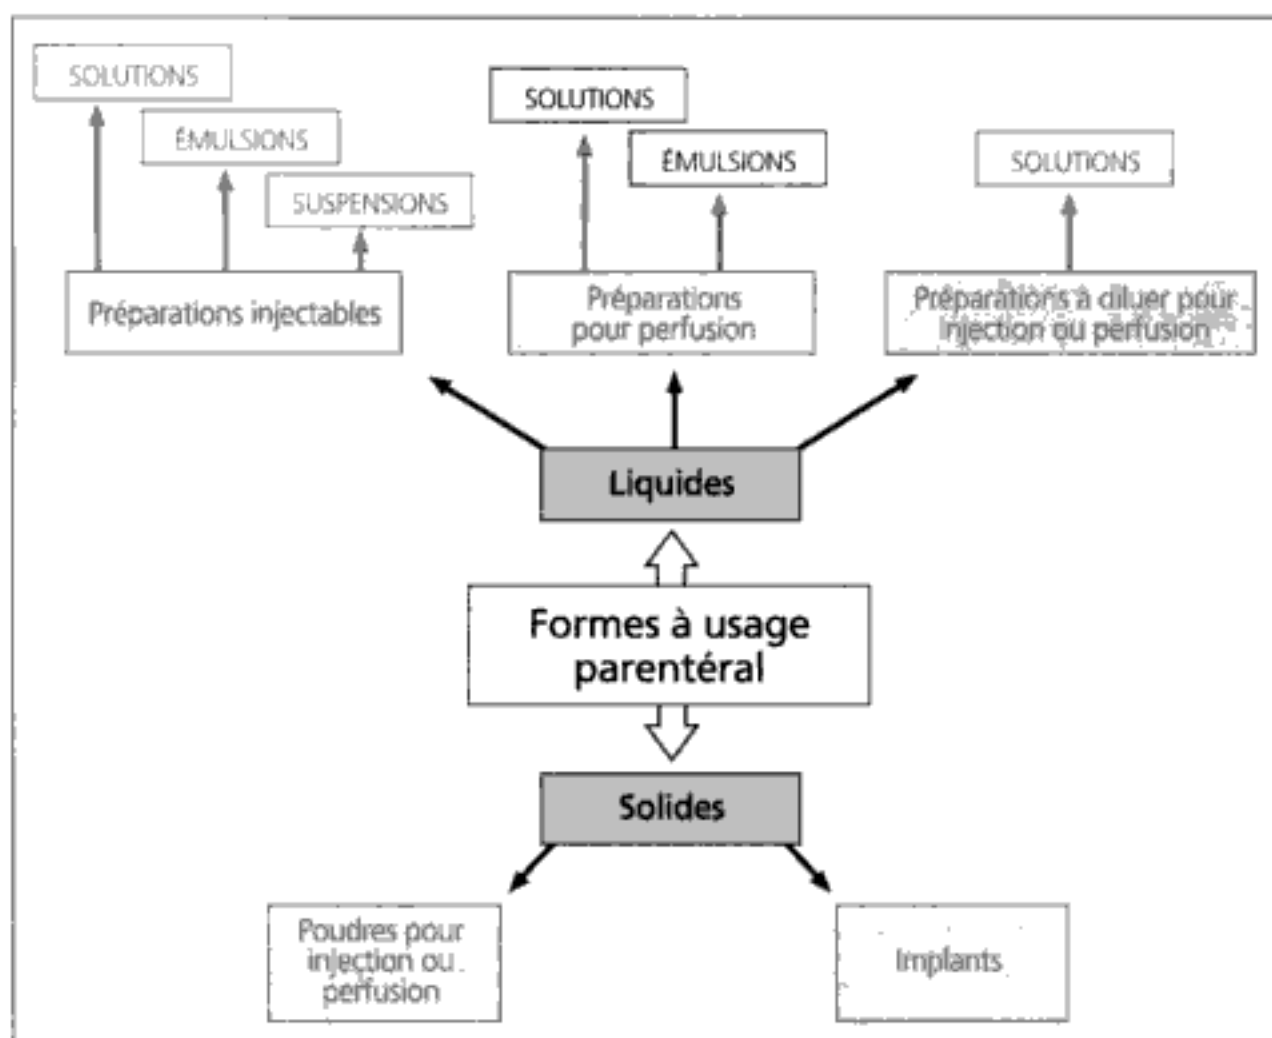 SOLUTIONS
ÉMULSIONS
SUSPENSIONS
Préparations injectables
SOLUTIONS
ÉMULSIONS
Préparations
pour perfusion
SOLUTIONS
Préparations à diluer pour
injection ou perfusion
Liquides
Formes à usage
parentéral
Solides
Poudres pour
injection ou
perfusion
Implants